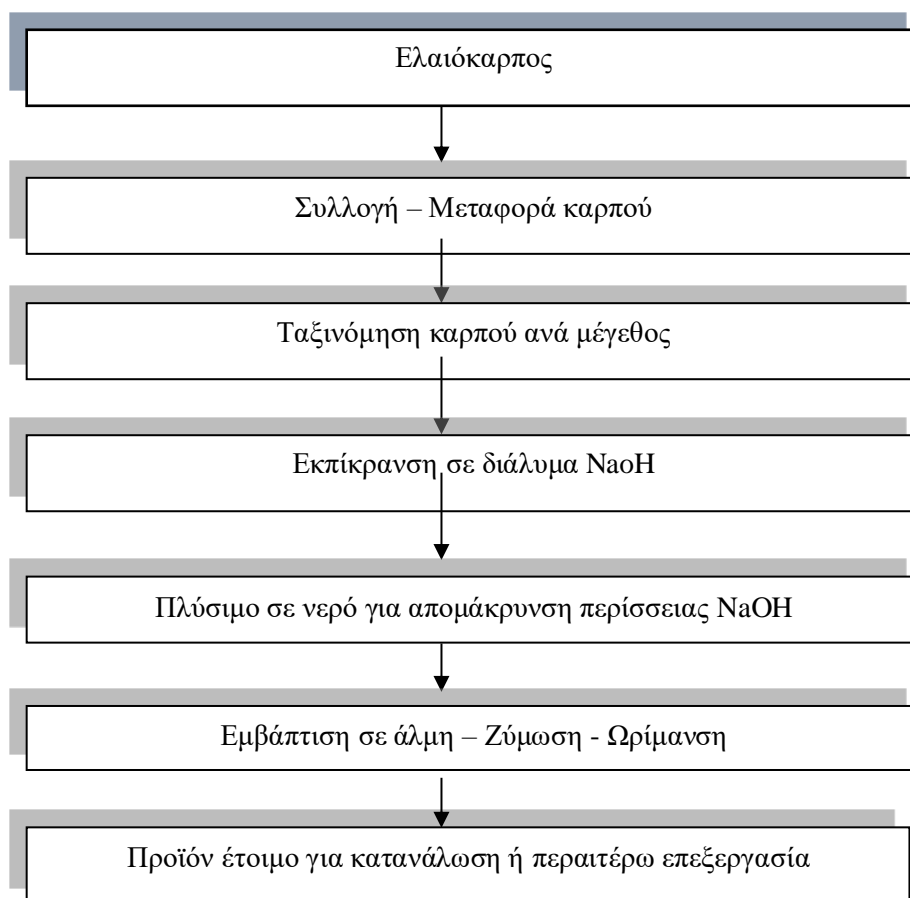 Ελαιόκαρπος
Συλλογή – Μεταφορά καρπού
Ταξινόμηση καρπού ανά μέγεθος
Εκπίκρανση σε διάλυμα NaoH
Πλύσιμο σε νερό για απομάκρυνση περίσσειας NaOH
Εμβάπτιση σε άλμη – Ζύμωση - Ωρίμανση
Προϊόν έτοιμο για κατανάλωση ή περαιτέρω επεξεργασία